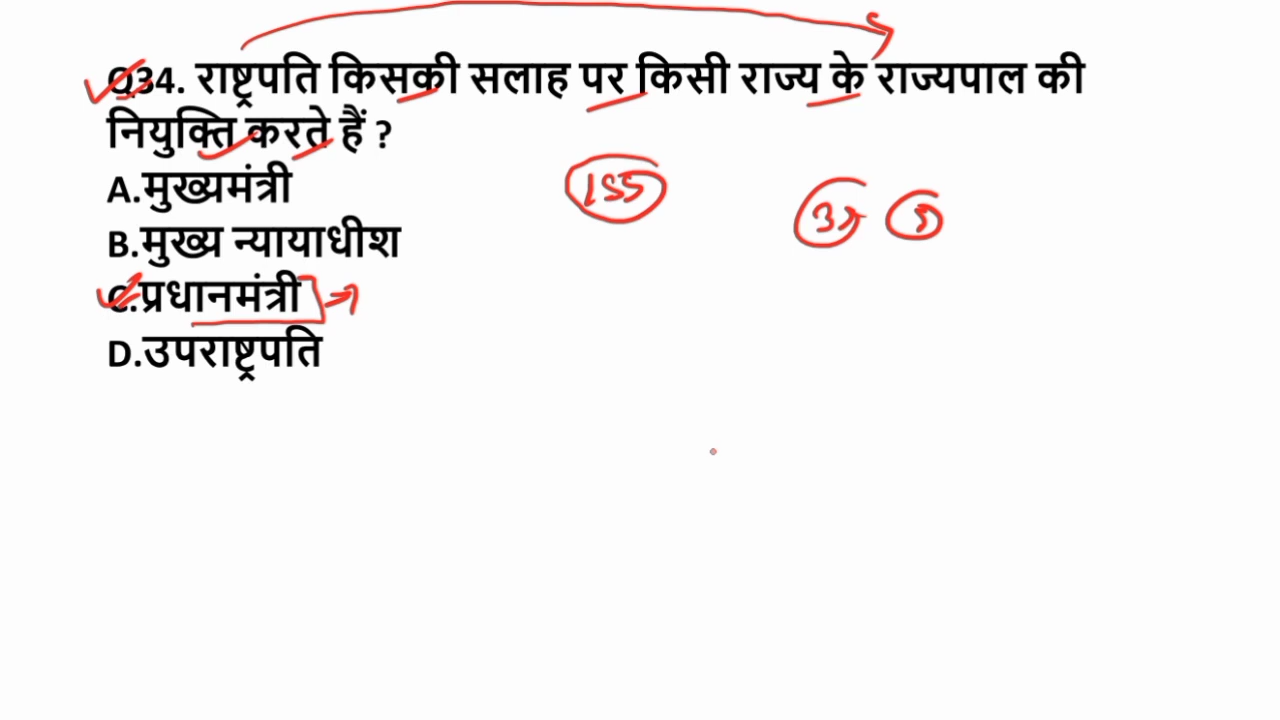 Q34. राष्ट्रपति किसकी सलाह पर किसी राज्य के राज्यपाल की
नियुक्ति करते हैं ?
A.मुख्यमंत्री
155
B.मुख्य न्यायाधीश
C.प्रधानमंत्री
D.उपराष्ट्रपति